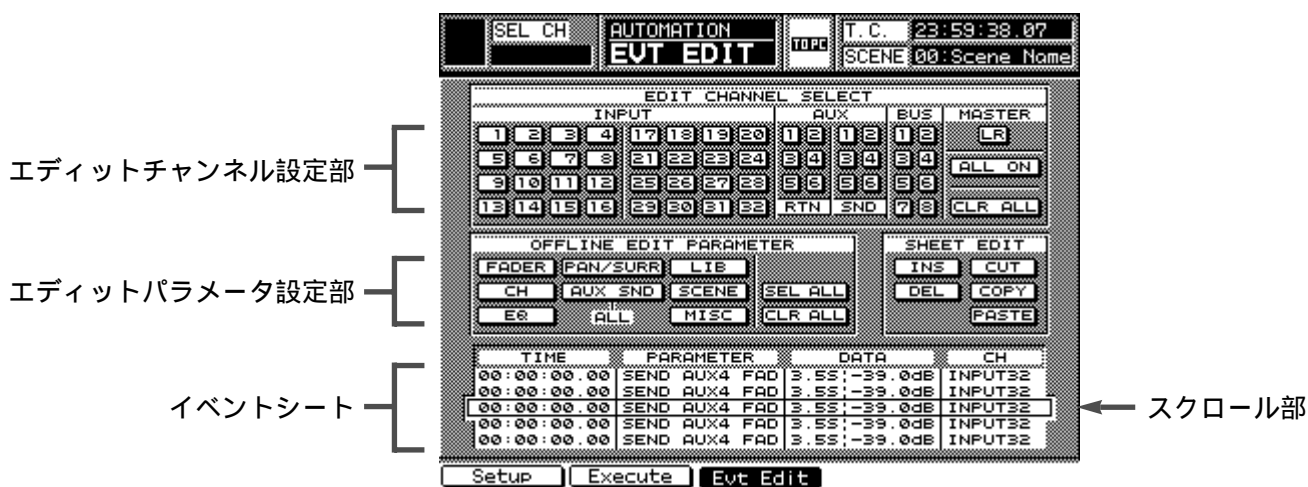 SEL CH AUTOMATION TO PC T.C. 23:59:38.07
EVT EDIT SCENE 00:Scene Name
EDIT CHANNEL SELECT
INPUT AUX BUS MASTER
1 2 3 4 17 18 19 20 1 2 1 2 1 2 LR
5 6 7 8 21 22 23 24 3 4 3 4 3 4 ALL ON
9 10 11 12 25 26 27 28 5 6 5 6 5 6
13 14 15 16 29 30 31 32 RTN SND 7 8 CLR ALL
エディットチャンネル設定部
OFFLINE EDIT PARAMETER SHEET EDIT
FADER PAN/SURR LIB INS CUT
CH AUX SND SCENE SEL ALL DEL COPY
EQ ALL MISC CLR ALL PASTE
エディットパラメータ設定部
TIME PARAMETER DATA CH
00:00:00.00 SEND AUX4 FAD 3.5S -39.0dB INPUT32
00:00:00.00 SEND AUX4 FAD 3.5S -39.0dB INPUT32
00:00:00.00 SEND AUX4 FAD 3.5S -39.0dB INPUT32
00:00:00.00 SEND AUX4 FAD 3.5S -39.0dB INPUT32
00:00:00.00 SEND AUX4 FAD 3.5S -39.0dB INPUT32
イベントシート
スクロール部
Setup Execute Evt Edit